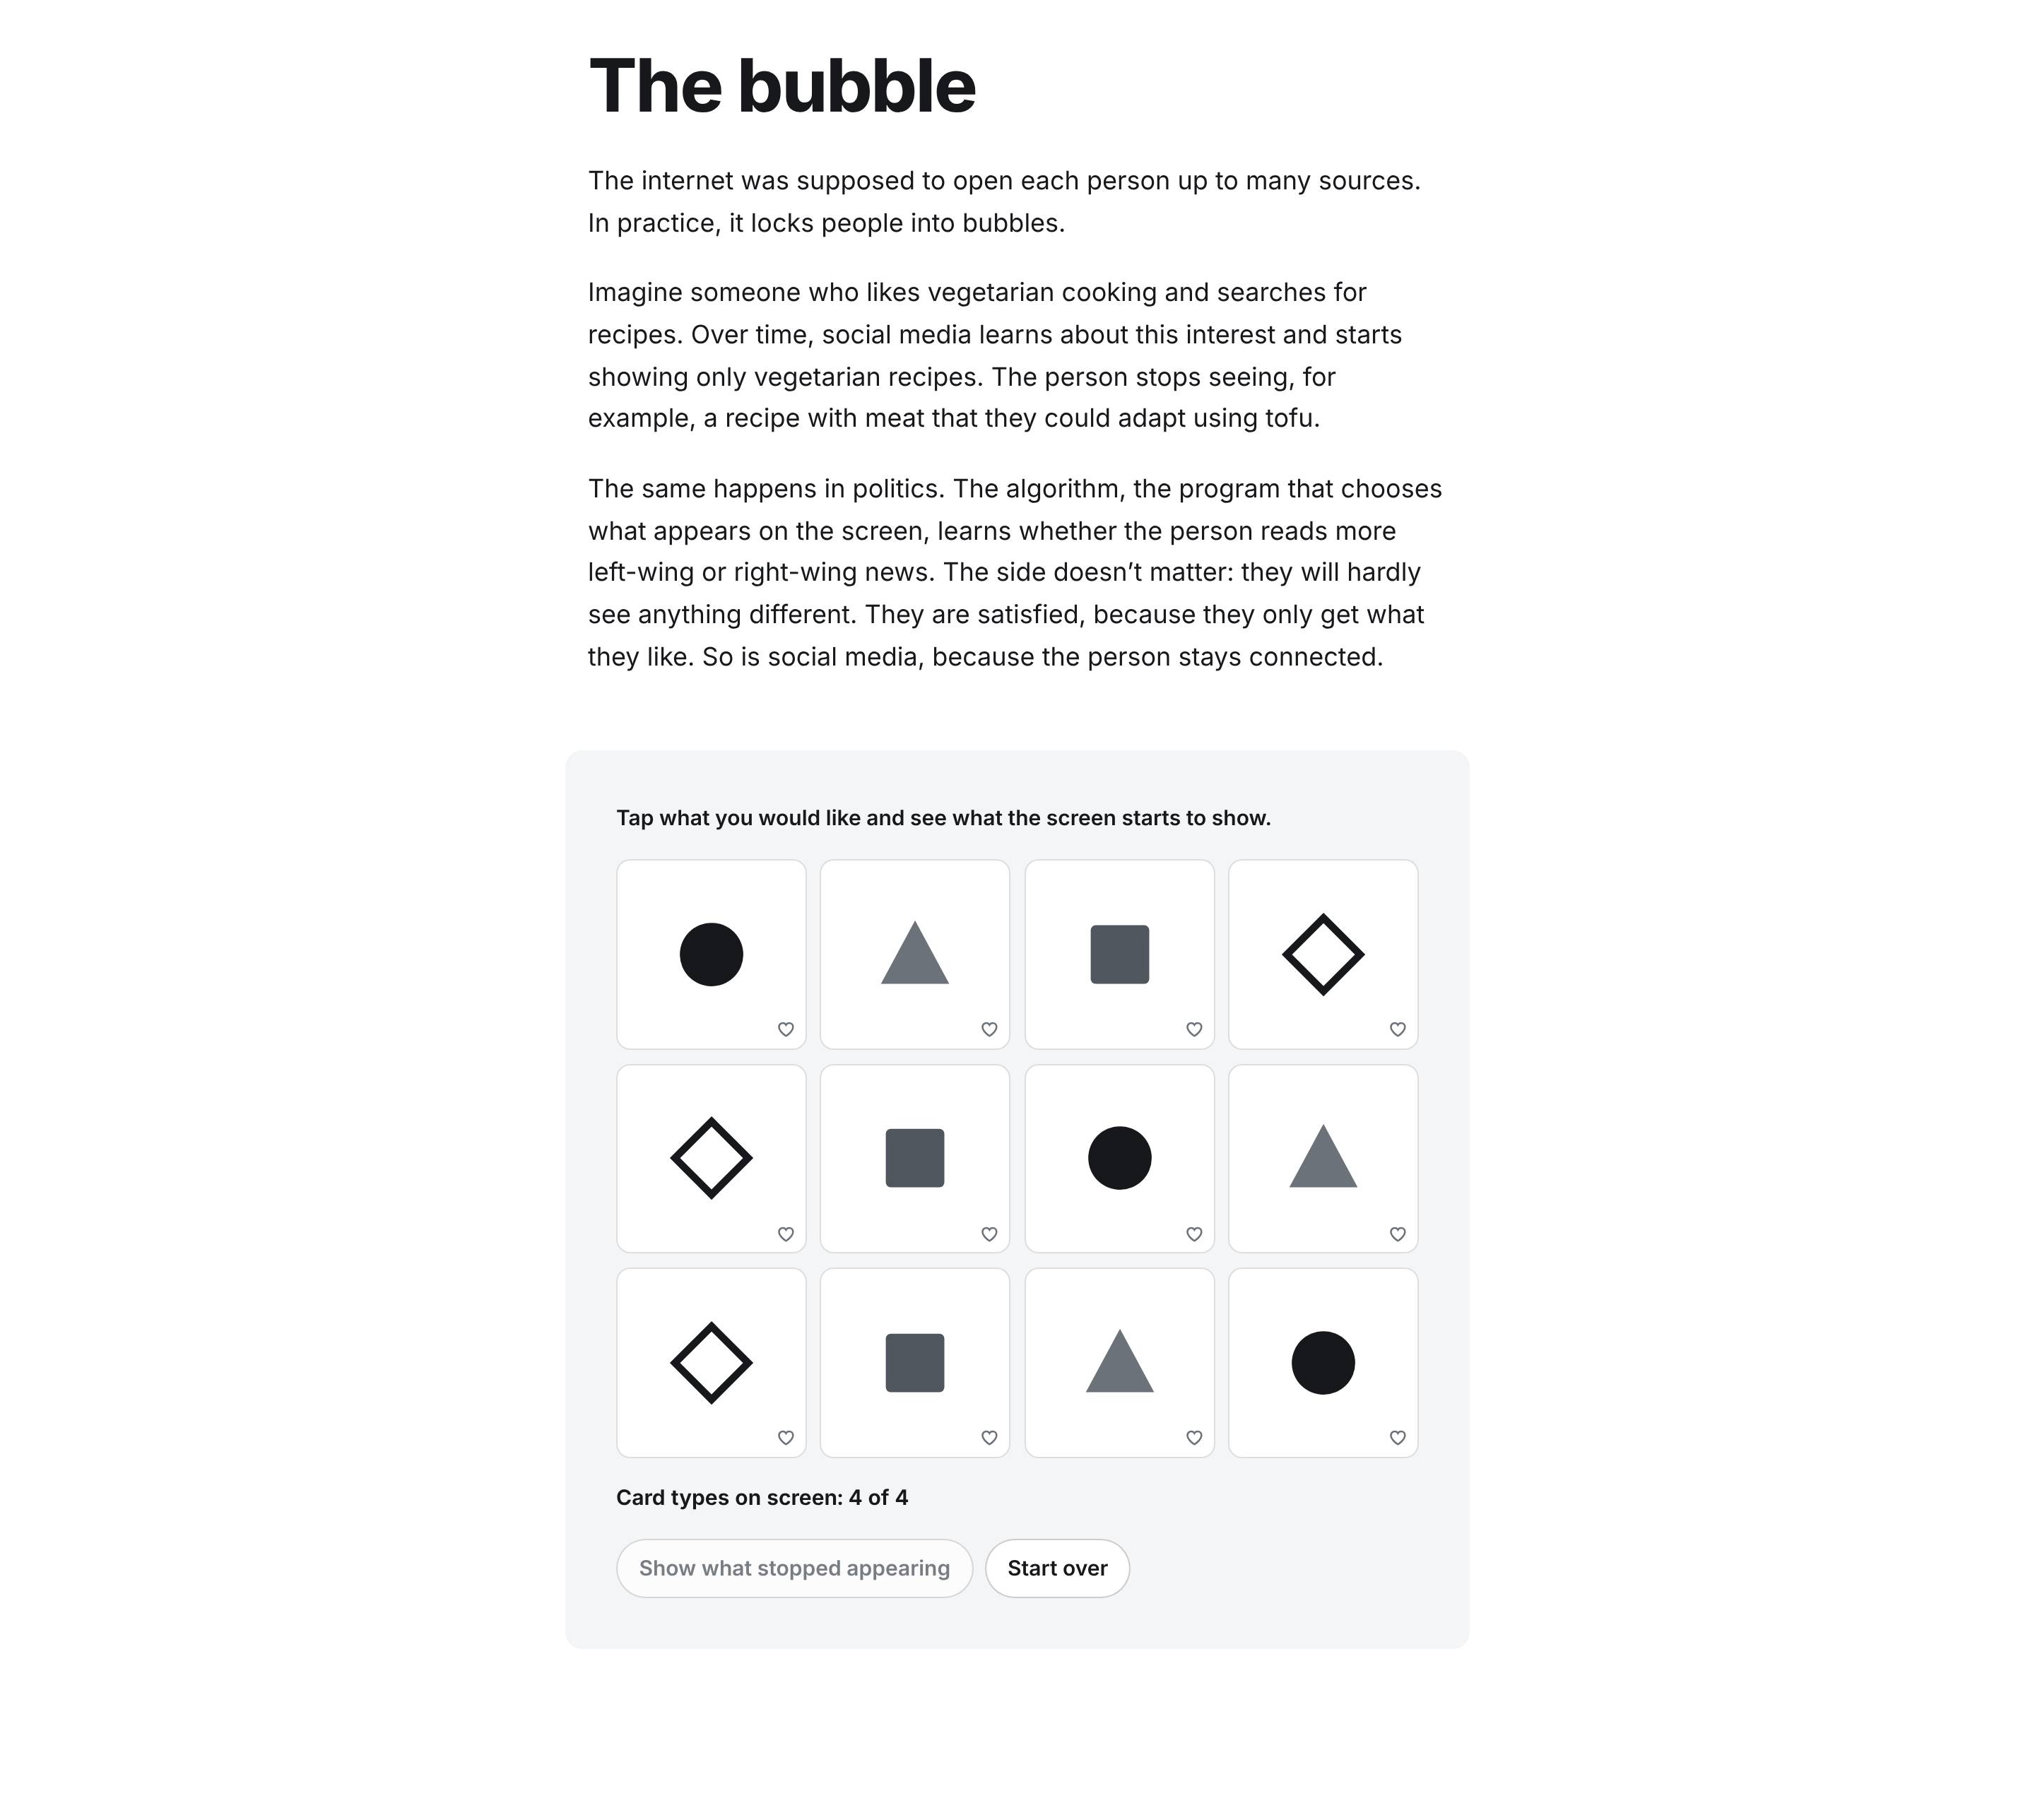 The bubble
The internet was supposed to open each person up to many sources.
In practice, it locks people into bubbles.
Imagine someone who likes vegetarian cooking and searches for
recipes. Over time, social media learns about this interest and starts
showing only vegetarian recipes. The person stops seeing, for
example, a recipe with meat that they could adapt using tofu.
The same happens in politics. The algorithm, the program that chooses
what appears on the screen, learns whether the person reads more
left-wing or right-wing news. The side doesn’t matter: they will hardly
see anything different. They are satisfied, because they only get what
they like. So is social media, because the person stays connected.
Tap what you would like and see what the screen starts to show.
Card types on screen: 4 of 4
Show what stopped appearing
Start over